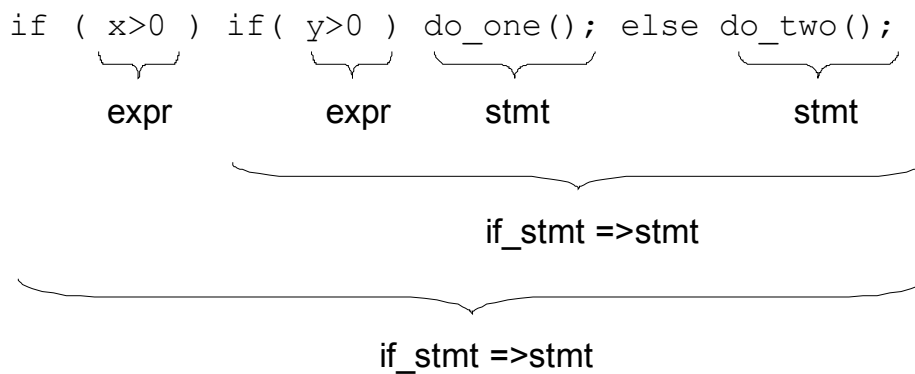 if ( x>0 ) if( y>0 ) do_one(); else do_two();
expr expr stmt stmt
if_stmt =>stmt
if_stmt =>stmt